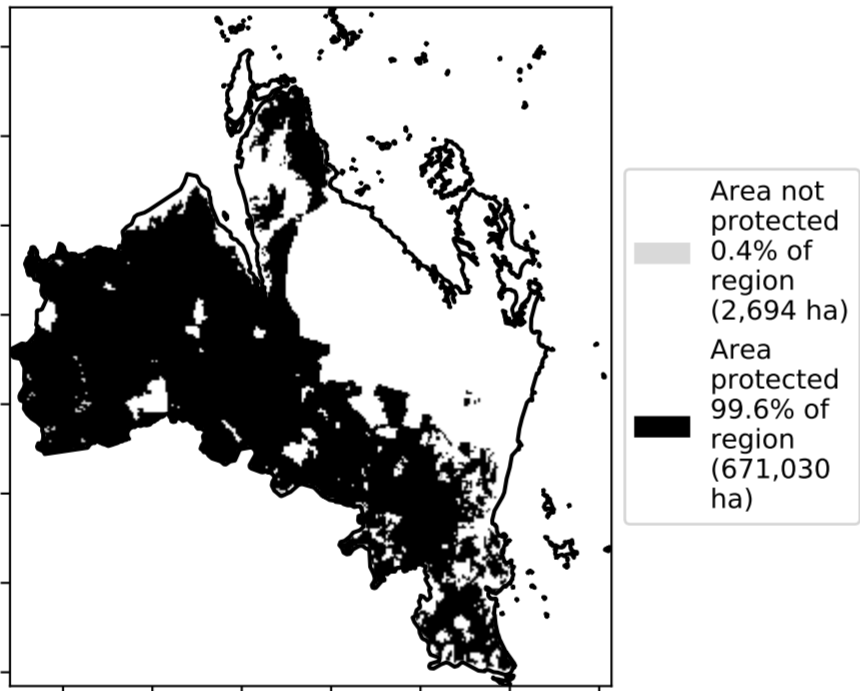 Area not
protected
0.4% of
region
(2,694 ha)
Area
protected
99.6% of
region
(671,030
ha)